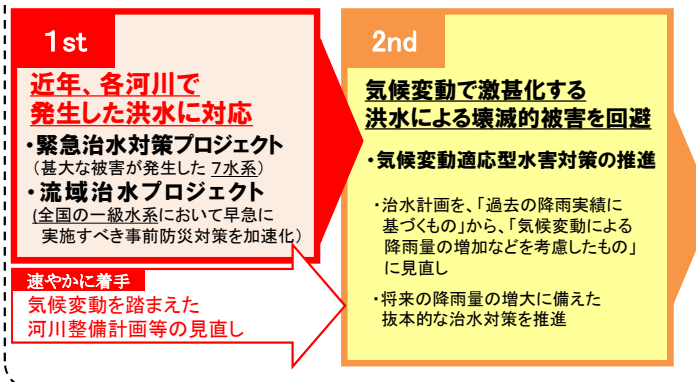 1st
近年、各河川で
発生した洪水に対応
・緊急治水対策プロジェクト
（甚大な被害が発生した 7水系）
・流域治水プロジェクト
(全国の一級水系において早急に
実施すべき事前防災対策を加速化）
速やかに着手
気候変動を踏まえた
河川整備計画等の見直し
2nd
気候変動で激甚化する
洪水による壊滅的被害を回避
・気候変動適応型水害対策の推進
・治水計画を、「過去の降雨実績に
基づくもの」から、「気候変動による
降雨量の増加などを考慮したもの」
に見直し
・将来の降雨量の増大に備えた
抜本的な治水対策を推進